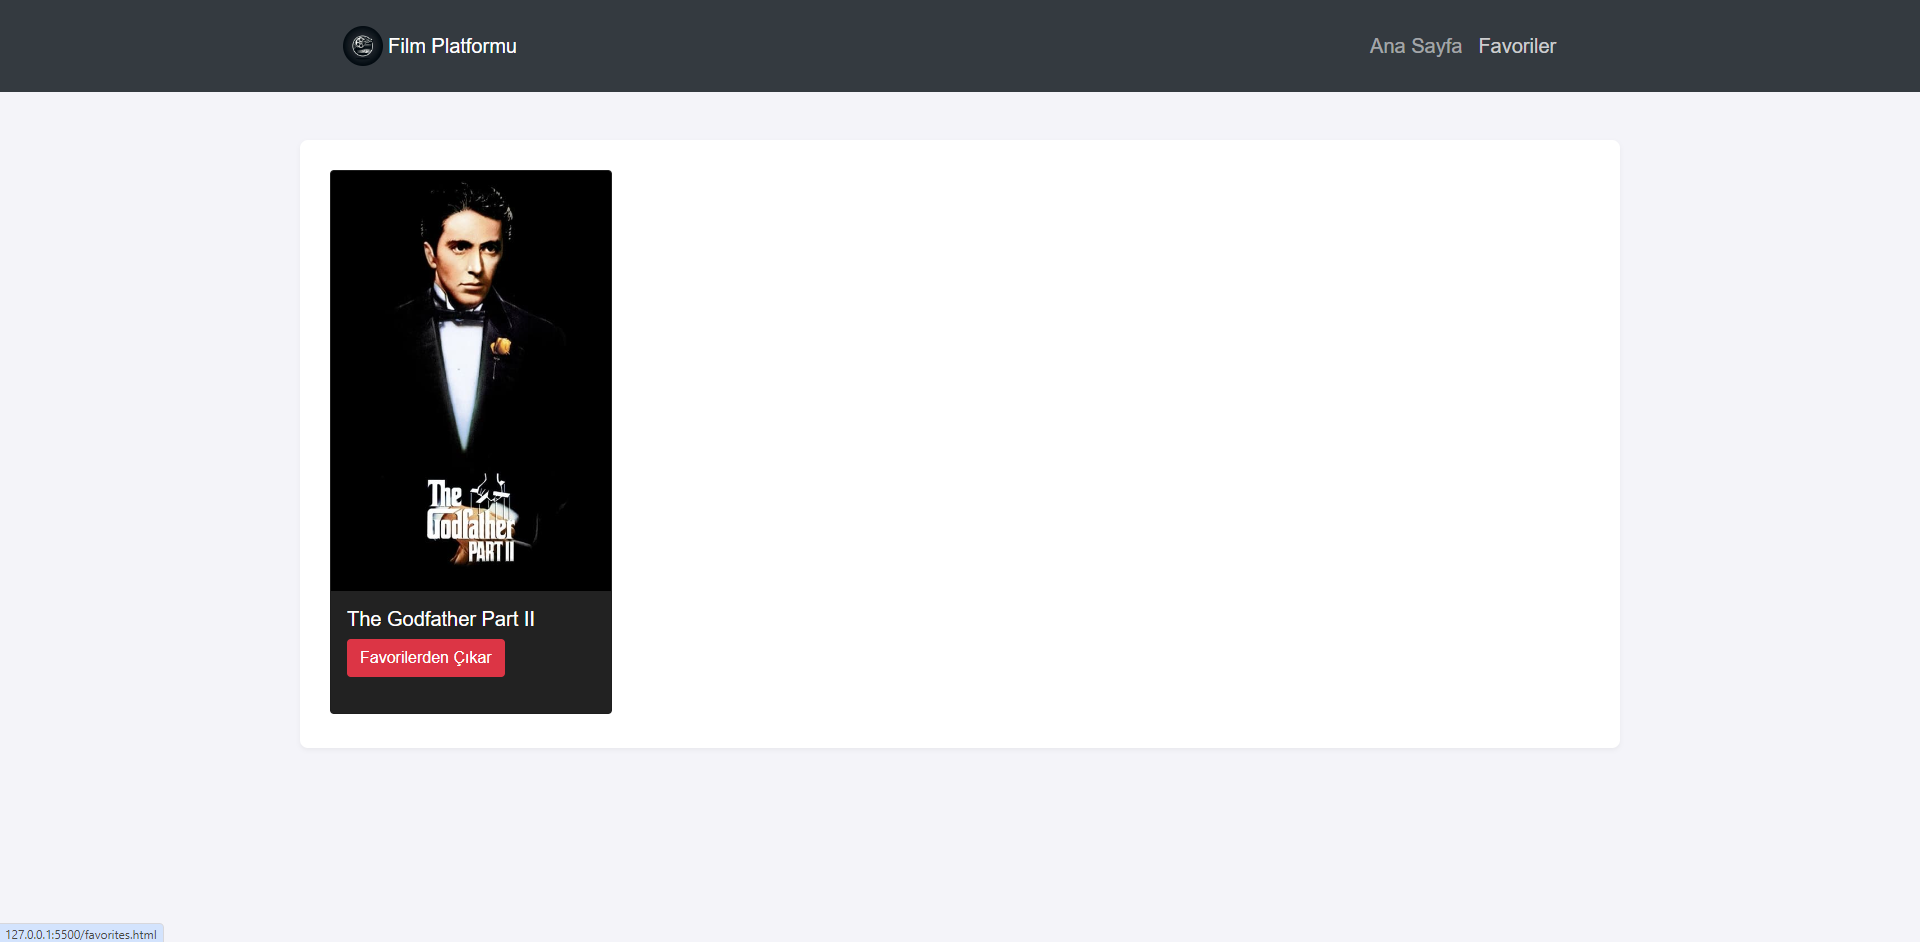 Film Platformu
Ana Sayfa Favoriler
The
Godfather
PART II
The Godfather Part II
Favorilerden Çıkar
127.0.0.1:5500/favorites.html